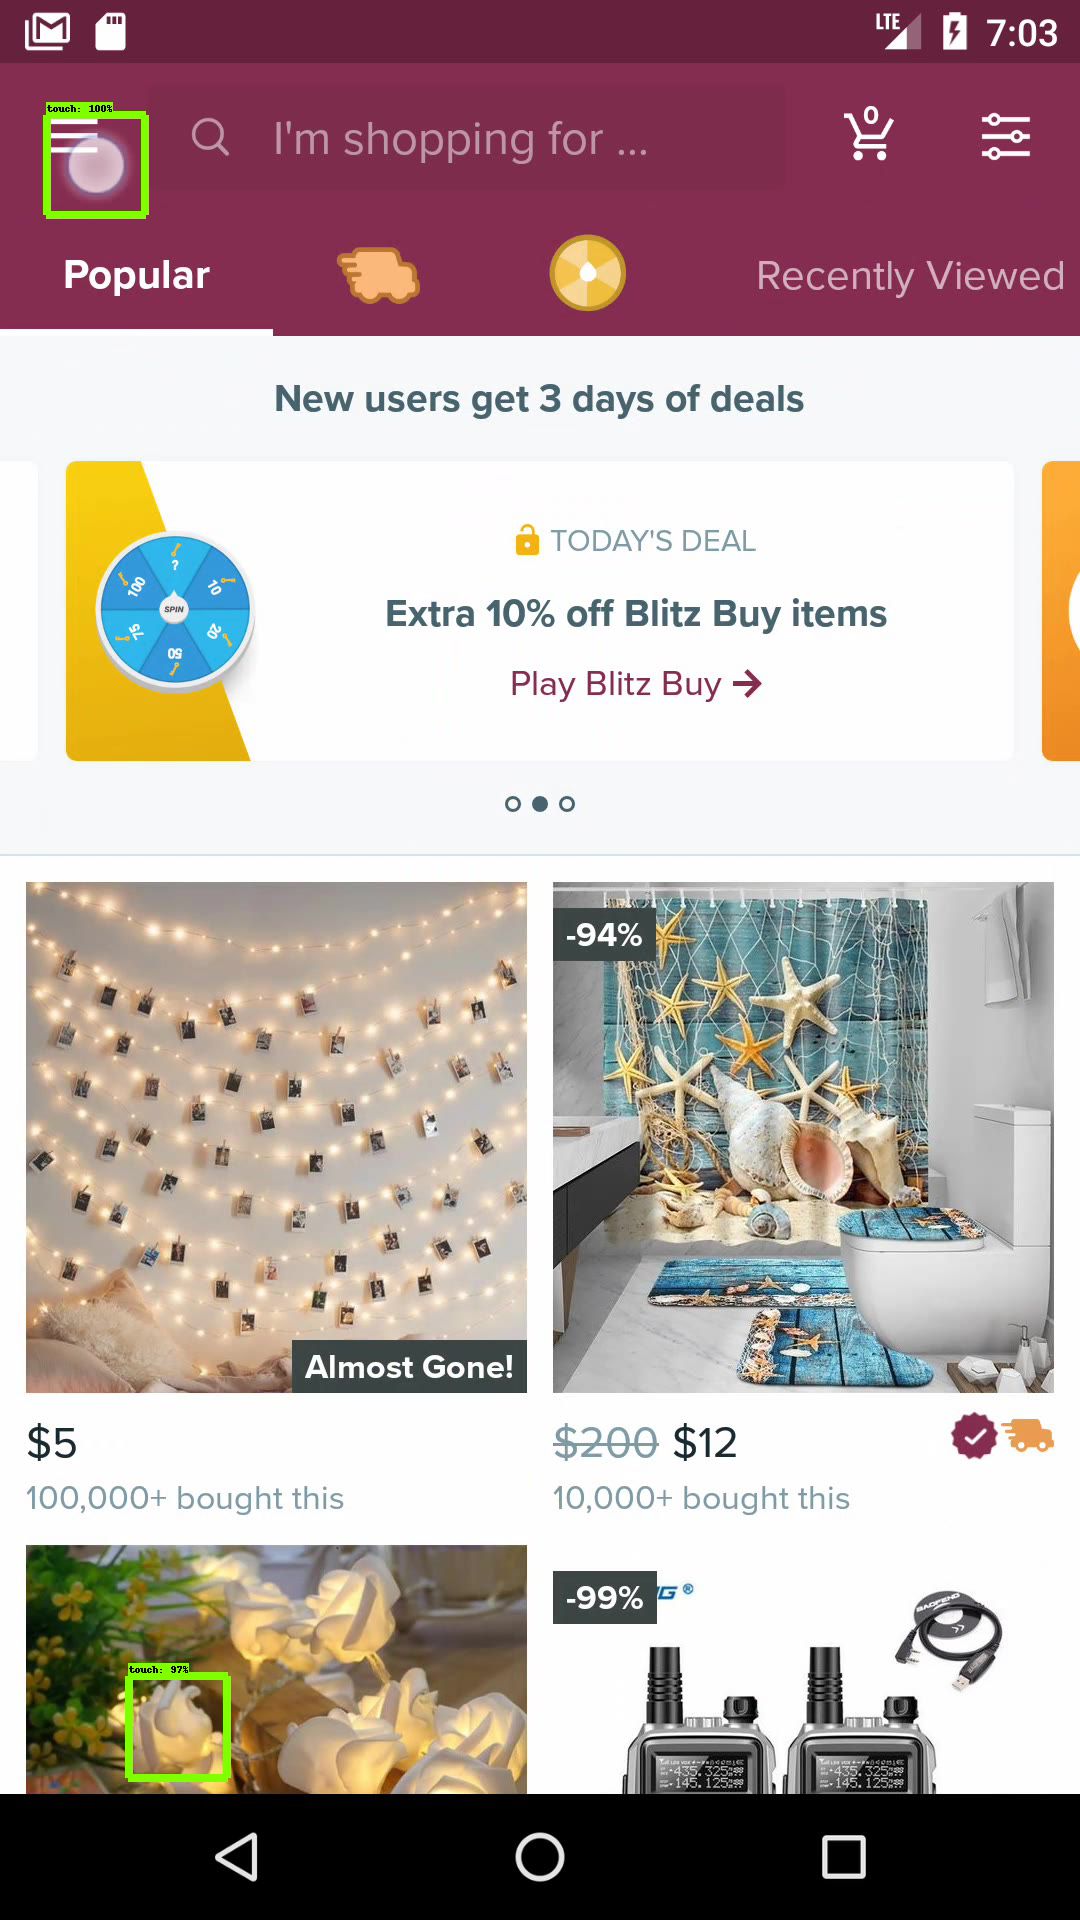 LTE 7:03
touch: 100%
I'm shopping for ...
0
Popular
Recently Viewed
New users get 3 days of deals
TODAY'S DEAL
Extra 10% off Blitz Buy items
Play Blitz Buy
?
10
20
50
75
100
SPIN
-94%
Almost Gone!
$5
$200 $12
100,000+ bought this
10,000+ bought this
-99%
G ®
BAOFENG
touch: 97%
435.325
145.125
435.325
145.125